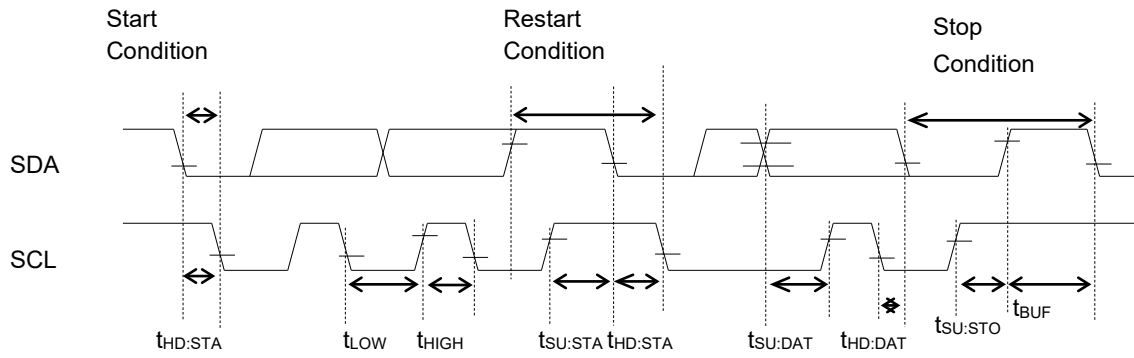 Start
Condition
Restart
Condition
Stop
Condition
SDA
SCL
tHD:STA
tLOW
tHIGH
tSU:STA
tHD:STA
tSU:DAT
tHD:DAT
tSU:STO
tBUF